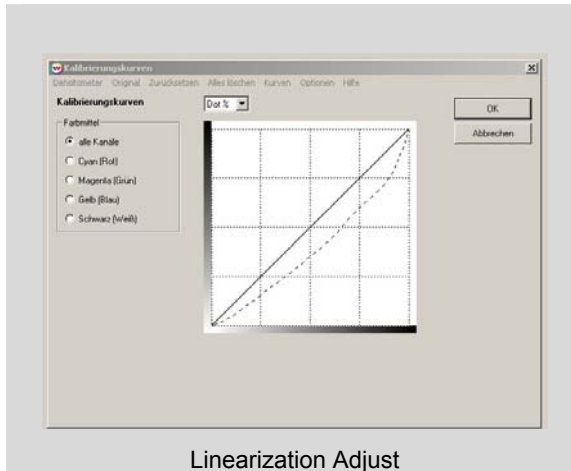 Kalibrierungskurven
Densitometer Original Zurücksetzen Alles löschen Kurven Optionen Hilfe
Kalibrierungskurven
Dot %
OK
Abbrechen
Farbmittel
alle Kanäle
Cyan (Rot)
Magenta (Grün)
Gelb (Blau)
Schwarz (Weiß)
Linearization Adjust